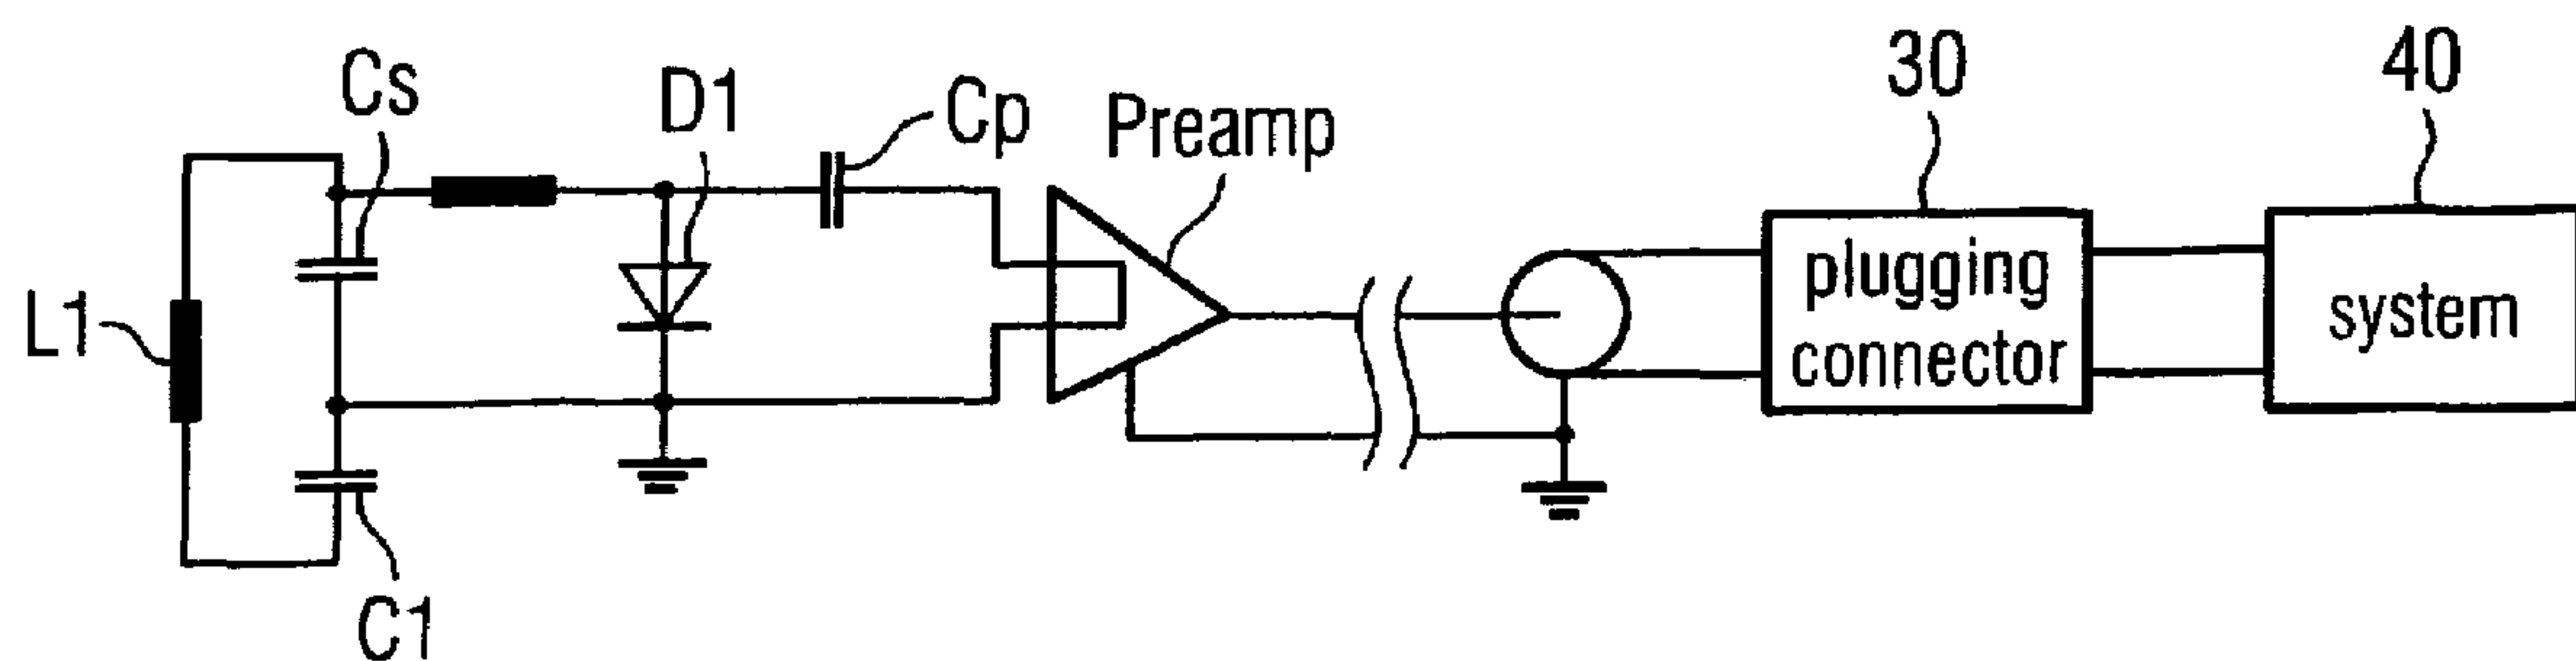 Cs
D1
Cp
Preamp
30
40
L1
plugging
connector
system
C1